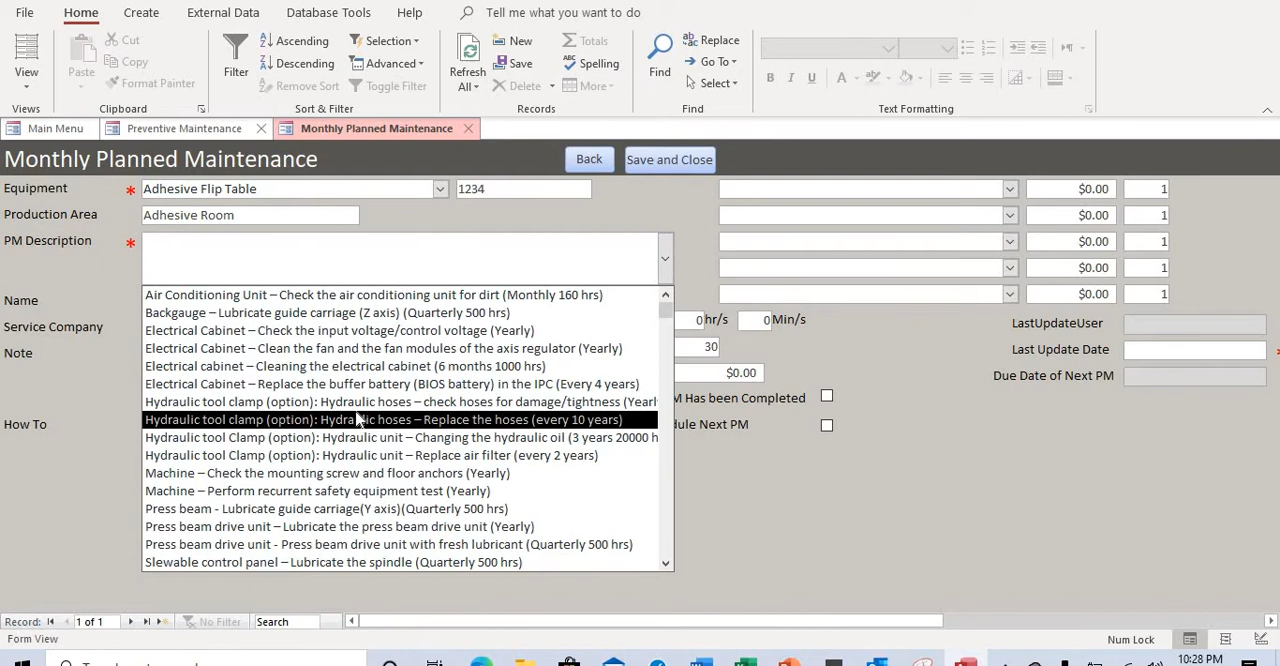 File Home Create External Data Database Tools Help Tell me what you want to do
View
Views
Paste
Cut
Copy
Format Painter
Clipboard
Filter
Ascending
Descending
Remove Sort
Selection
Advanced
Toggle Filter
Sort & Filter
Refresh
All
New
Save
Delete
Totals
Spelling
More
Records
Find
Replace
Go To
Select
Find
B I U A
Text Formatting
Main Menu Preventive Maintenance Monthly Planned Maintenance
Monthly Planned Maintenance Back Save and Close
Equipment * Adhesive Flip Table 1234 $0.00 1
Production Area Adhesive Room $0.00 1
PM Description * $0.00 1
$0.00 1
Name $0.00 1
Service Company 0 hr/s 0 Min/s LastUpdateUser
Note 30 Last Update Date
$0.00 Due Date of Next PM
M Has been Completed
How To dule Next PM
Air Conditioning Unit – Check the air conditioning unit for dirt (Monthly 160 hrs)
Backgauge – Lubricate guide carriage (Z axis) (Quarterly 500 hrs)
Electrical Cabinet – Check the input voltage/control voltage (Yearly)
Electrical Cabinet – Clean the fan and the fan modules of the axis regulator (Yearly)
Electrical cabinet – Cleaning the electrical cabinet (6 months 1000 hrs)
Electrical Cabinet – Replace the buffer battery (BIOS battery) in the IPC (Every 4 years)
Hydraulic tool clamp (option): Hydraulic hoses – check hoses for damage/tightness (Yearl
Hydraulic tool clamp (option): Hydraulic hoses – Replace the hoses (every 10 years)
Hydraulic tool Clamp (option): Hydraulic unit – Changing the hydraulic oil (3 years 20000 h
Hydraulic tool Clamp (option): Hydraulic unit – Replace air filter (every 2 years)
Machine – Check the mounting screw and floor anchors (Yearly)
Machine – Perform recurrent safety equipment test (Yearly)
Press beam - Lubricate guide carriage(Y axis)(Quarterly 500 hrs)
Press beam drive unit – Lubricate the press beam drive unit (Yearly)
Press beam drive unit - Press beam drive unit with fresh lubricant (Quarterly 500 hrs)
Slewable control panel – Lubricate the spindle (Quarterly 500 hrs)
Record: 1 of 1 No Filter Search
Form View Num Lock
10:28 PM